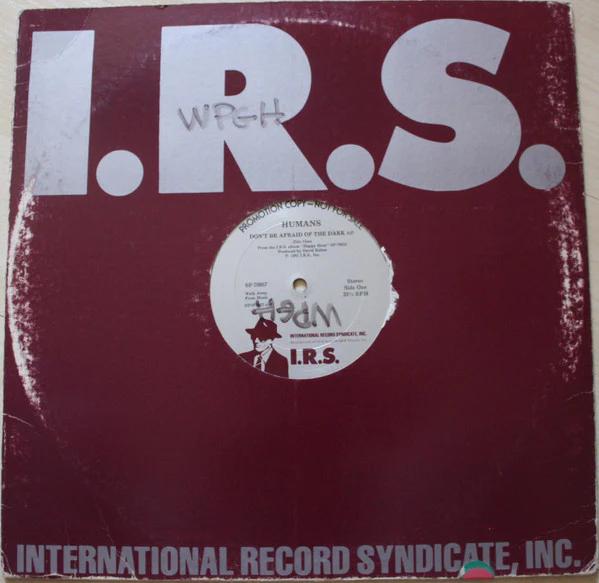 I.R.S.
WPGH
PROMOTION COPY—NOT FOR SALE
HUMANS
DON'T BE AFRAID OF THE DARK
(Ian Gun)
From the I.R.S. album "Happy Hour"
Produced by David Kahne
℗ 1981 I.R.S., Inc.
Stereo
Side One
33⅓ RPM
WPGH
INTERNATIONAL RECORD SYNDICATE, INC.
I.R.S.
INTERNATIONAL RECORD SYNDICATE, INC.